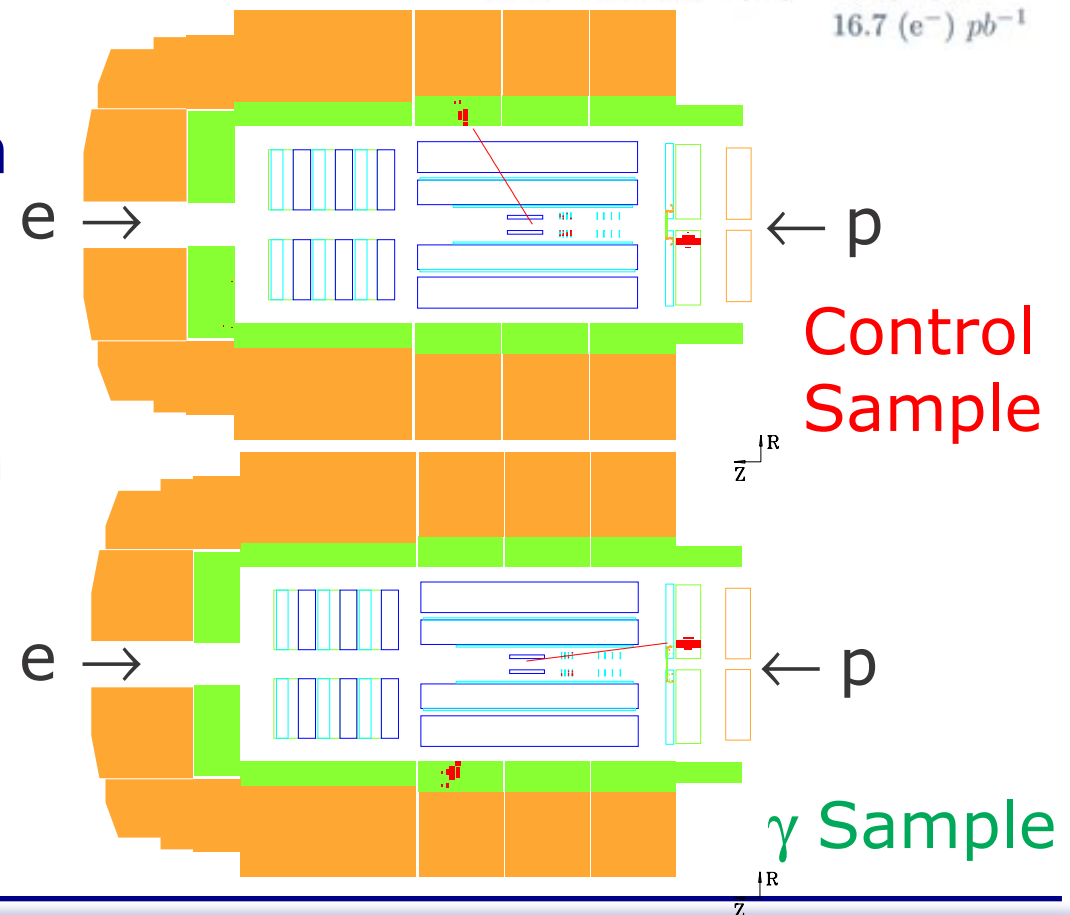 16.7 (e⁻) pb⁻¹
e →
← p
Control
Sample
R
Z
e →
← p
γ Sample
R
Z